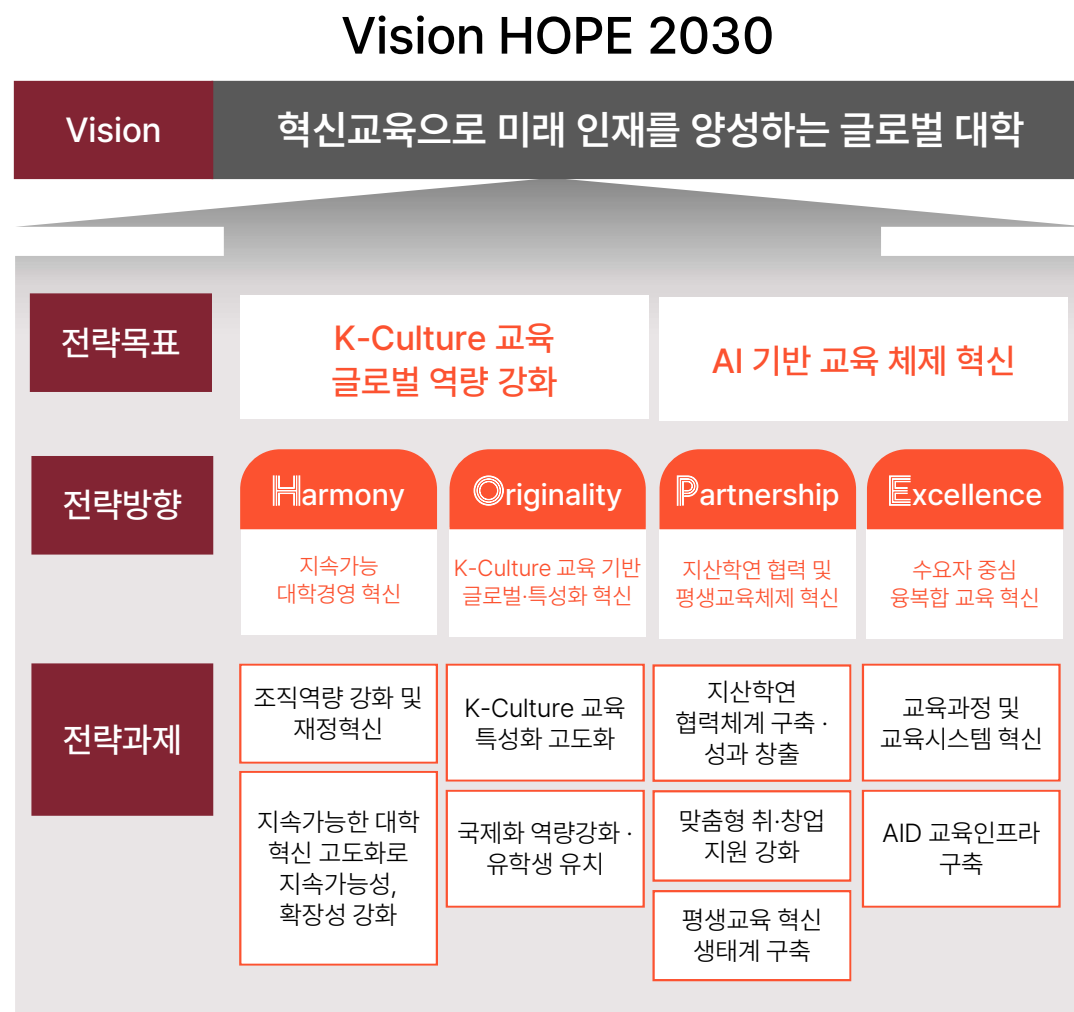 Vision HOPE 2030
Vision
혁신교육으로 미래 인재를 양성하는 글로벌 대학
전략목표
K-Culture 교육
글로벌 역량 강화
AI 기반 교육 체제 혁신
전략방향
Harmony
지속가능
대학경영 혁신
Originality
K-Culture 교육 기반
글로벌·특성화 혁신
Partnership
지산학연 협력 및
평생교육체제 혁신
Excellence
수요자 중심
융복합 교육 혁신
전략과제
조직역량 강화 및
재정혁신
지속가능한 대학
혁신 고도화로
지속가능성,
확장성 강화
K-Culture 교육
특성화 고도화
국제화 역량강화 ·
유학생 유치
지산학연
협력체계 구축 ·
성과 창출
맞춤형 취·창업
지원 강화
평생교육 혁신
생태계 구축
교육과정 및
교육시스템 혁신
AID 교육인프라
구축